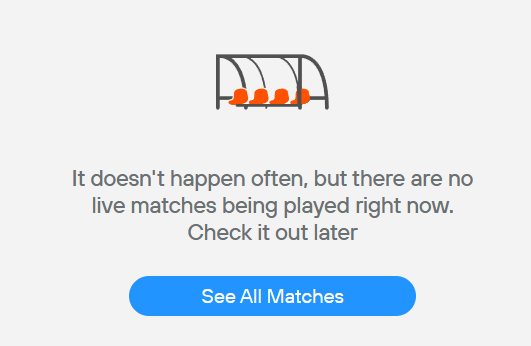 It doesn't happen often, but there are no
live matches being played right now.
Check it out later
See All Matches